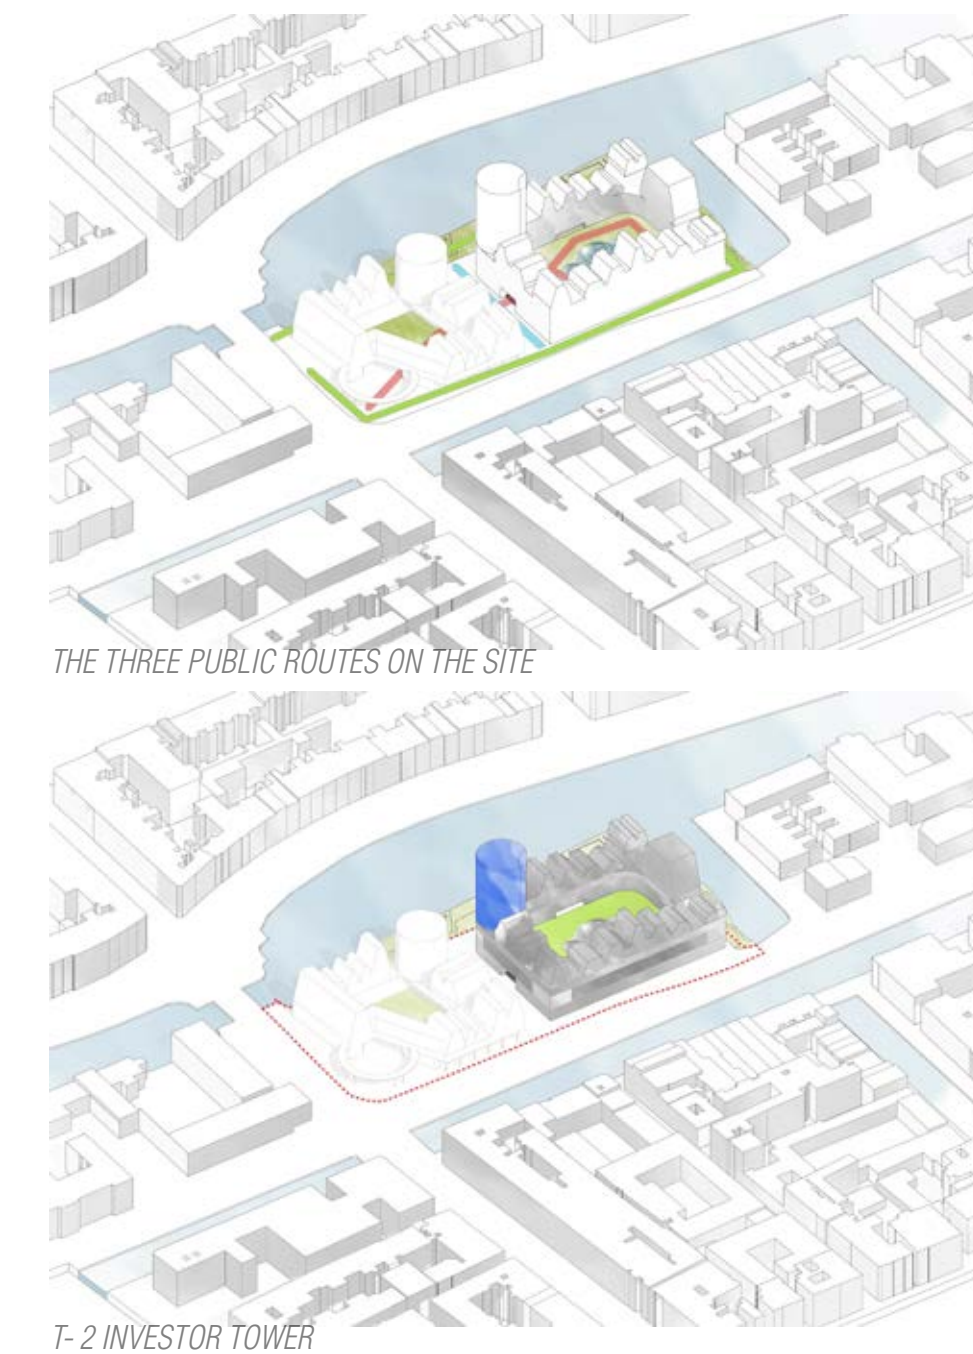 THE THREE PUBLIC ROUTES ON THE SITE
T- 2 INVESTOR TOWER